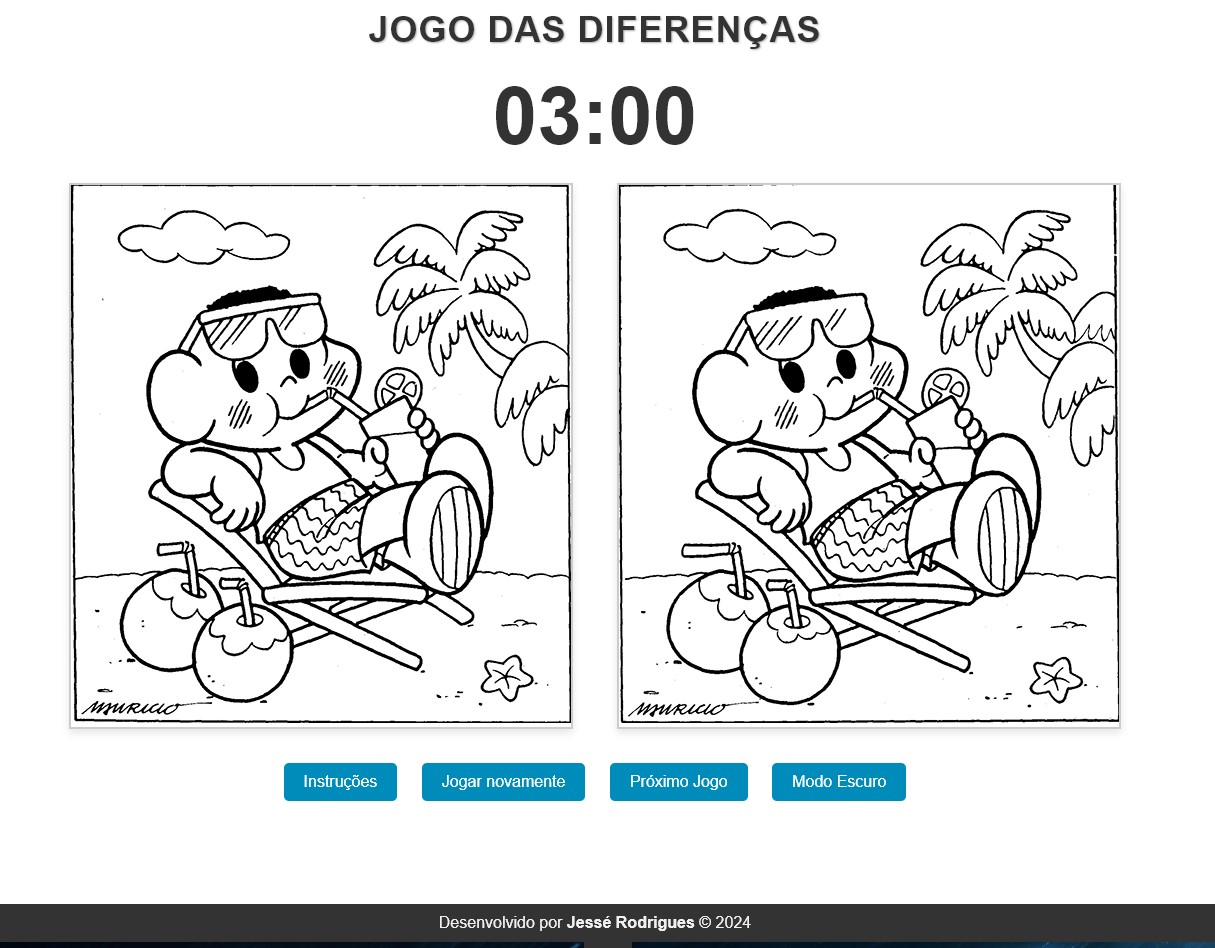 JOGO DAS DIFERENÇAS
03:00
MAURICIO
MAURICIO
Instruções
Jogar novamente
Próximo Jogo
Modo Escuro
Desenvolvido por Jessé Rodrigues © 2024